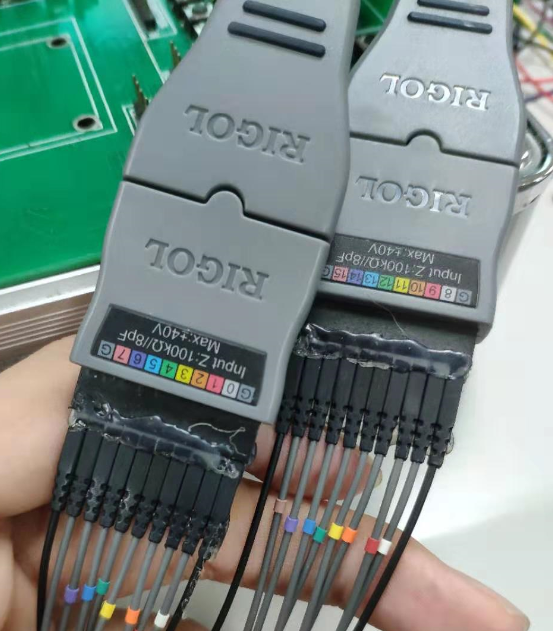 RIGOL
RIGOL
Max:±40V
Input Z:100kΩ//8pF
G 7 6 5 4 3 2 1 0 G
RIGOL
RIGOL
Max:±40V
Input Z:100kΩ//8pF
G 15 14 13 12 11 10 9 8 G